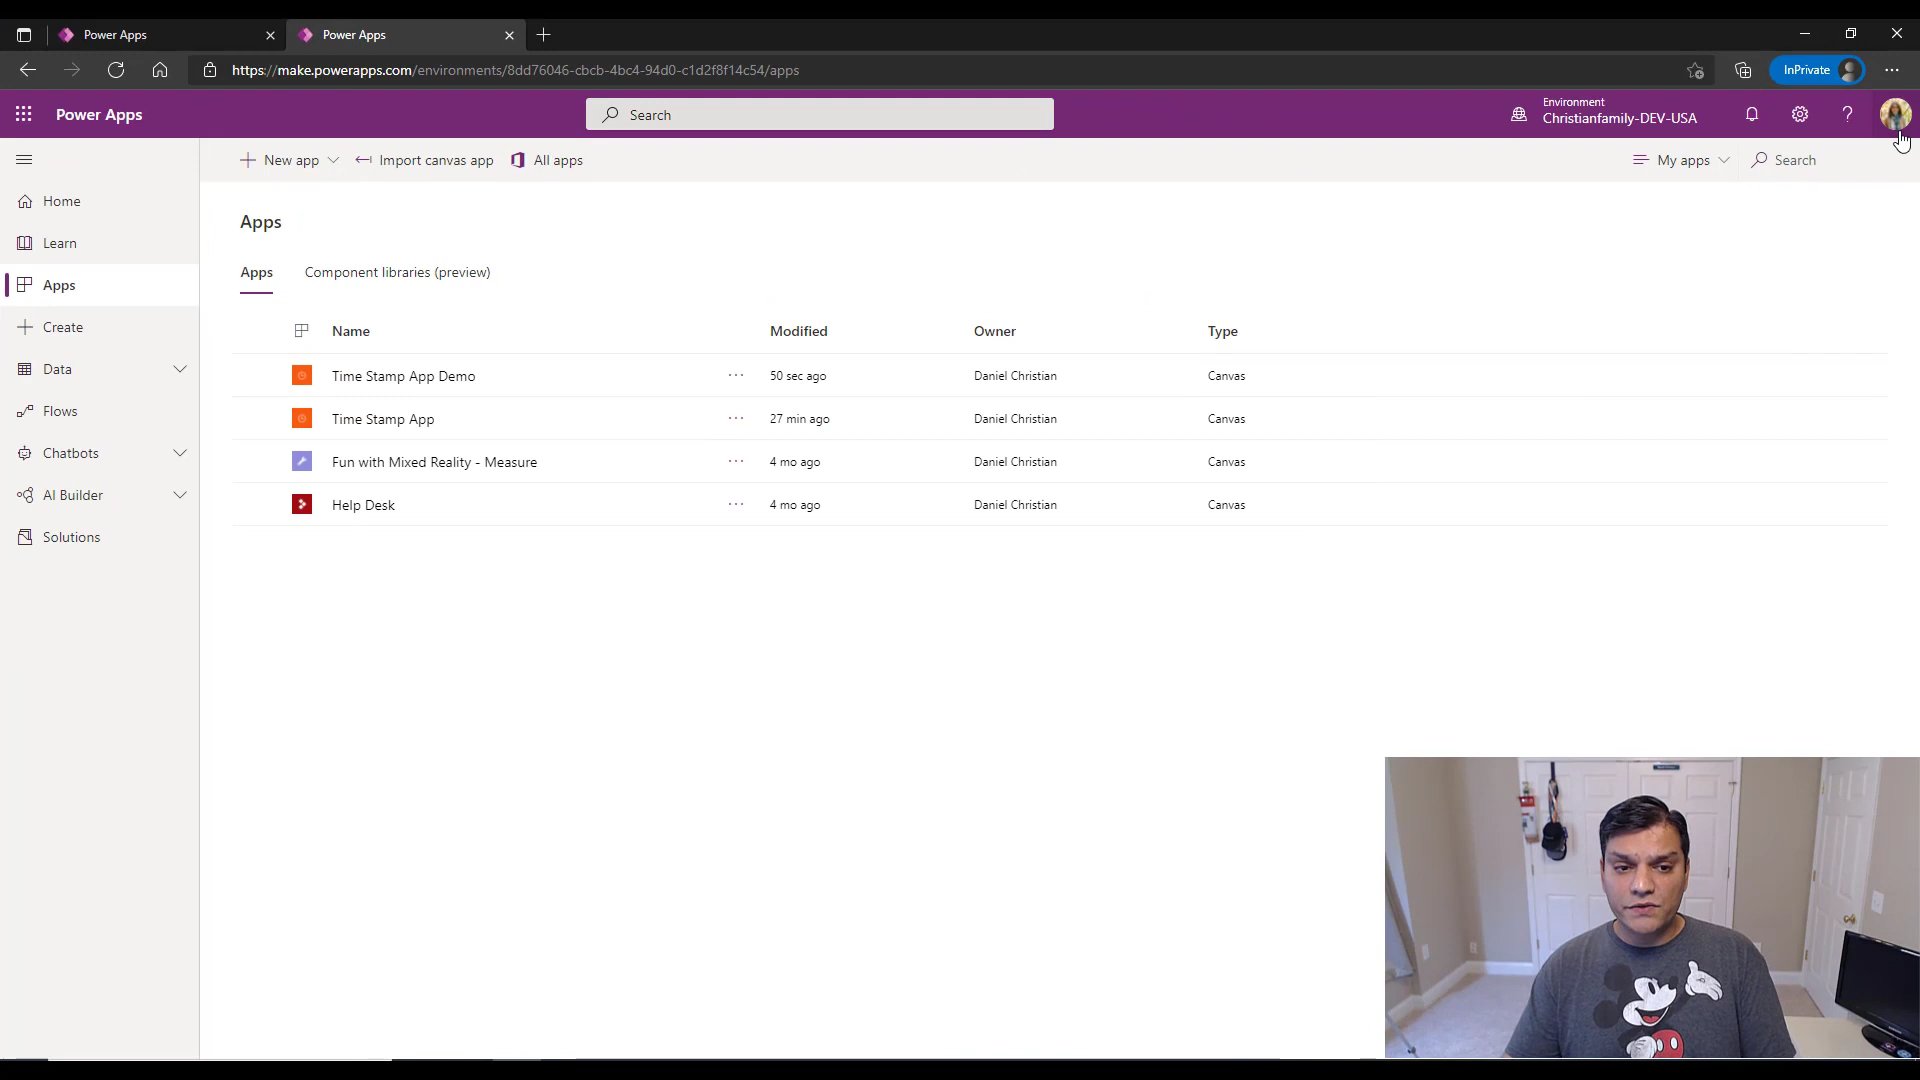 Power Apps
Power Apps
https://make.powerapps.com/environments/8dd76046-cbcb-4bc4-94d0-c1d2f8f14c54/apps
InPrivate
Power Apps
Search
Environment
Christianfamily-DEV-USA
New app
Import canvas app
All apps
My apps
Search
Home
Learn
Apps
Create
Data
Flows
Chatbots
AI Builder
Solutions
Apps
Apps
Component libraries (preview)
Name Modified Owner Type
Time Stamp App Demo ··· 50 sec ago Daniel Christian Canvas
Time Stamp App ··· 27 min ago Daniel Christian Canvas
Fun with Mixed Reality - Measure ··· 4 mo ago Daniel Christian Canvas
Help Desk ··· 4 mo ago Daniel Christian Canvas